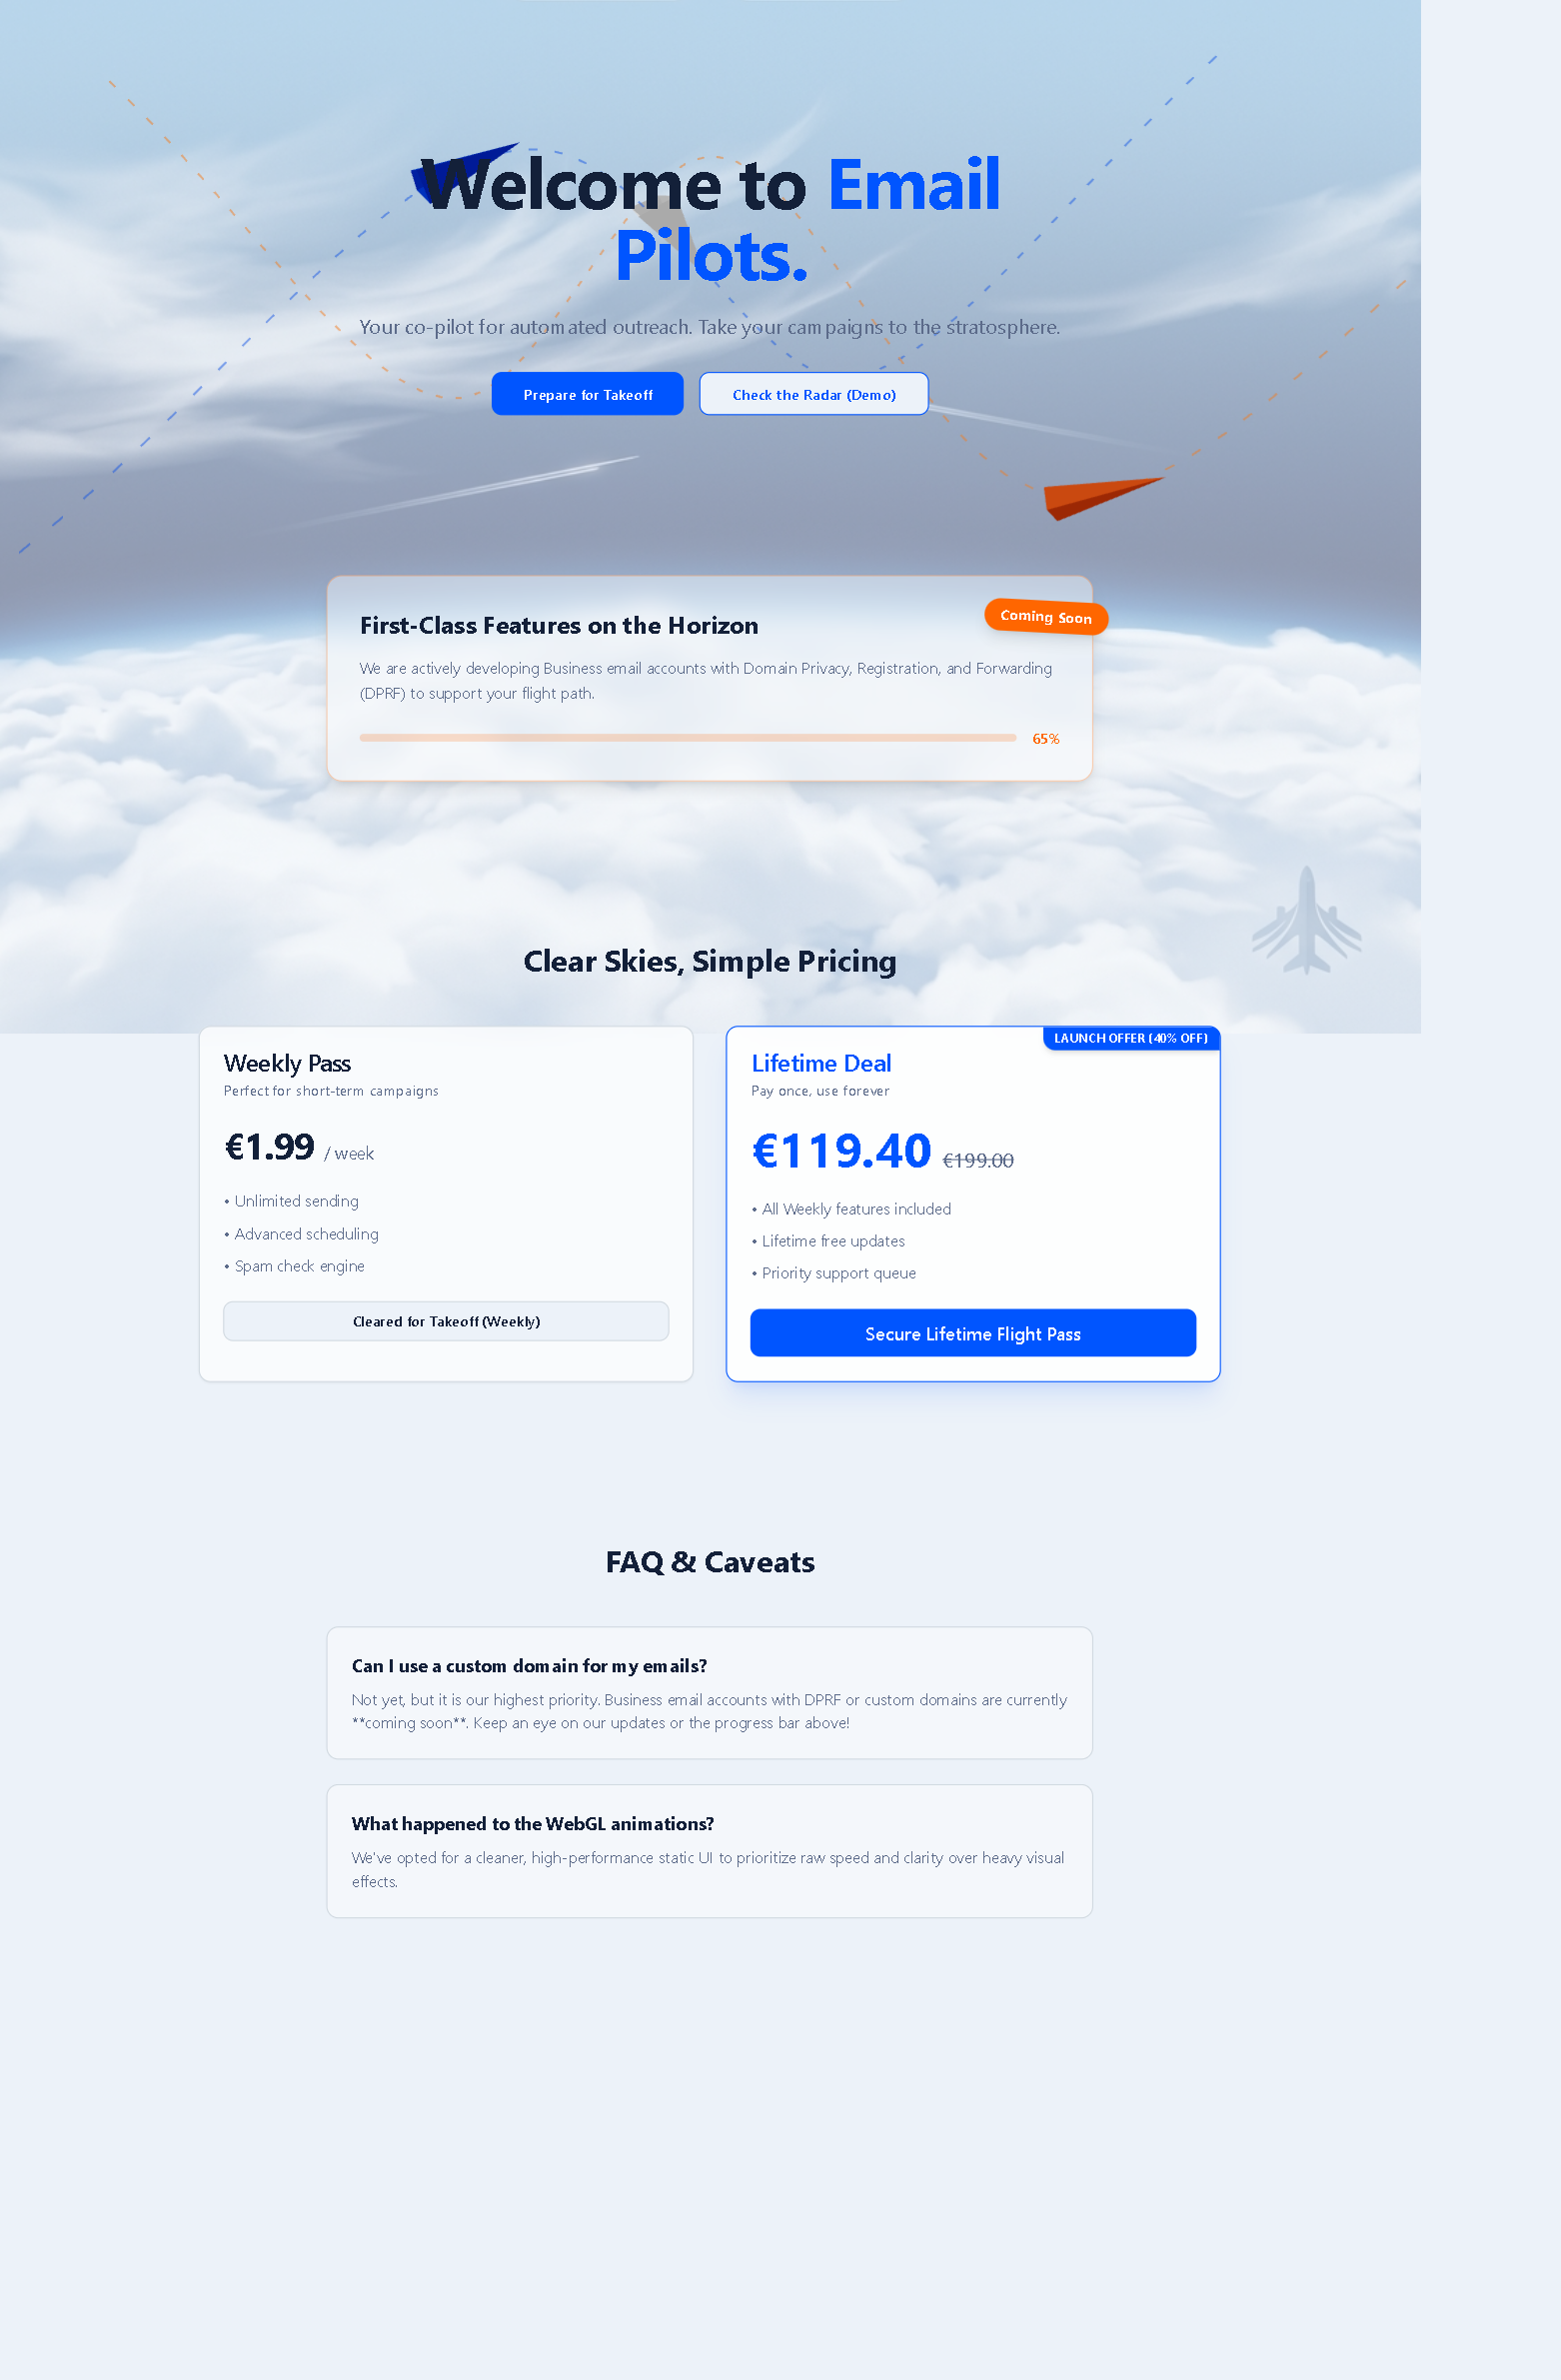 Welcome to Email
Pilots.
Your co-pilot for automated outreach. Take your campaigns to the stratosphere.
Prepare for Takeoff
Check the Radar (Demo)
First-Class Features on the Horizon
Coming Soon
We are actively developing Business email accounts with Domain Privacy, Registration, and Forwarding
(DPRF) to support your flight path.
65%
Clear Skies, Simple Pricing
Weekly Pass
Perfect for short-term campaigns
€1.99 / week
• Unlimited sending
• Advanced scheduling
• Spam check engine
Cleared for Takeoff (Weekly)
LAUNCH OFFER (40% OFF)
Lifetime Deal
Pay once, use forever
€119.40 €199.00
• All Weekly features included
• Lifetime free updates
• Priority support queue
Secure Lifetime Flight Pass
FAQ & Caveats
Can I use a custom domain for my emails?
Not yet, but it is our highest priority. Business email accounts with DPRF or custom domains are currently
**coming soon**. Keep an eye on our updates or the progress bar above!
What happened to the WebGL animations?
We've opted for a cleaner, high-performance static UI to prioritize raw speed and clarity over heavy visual
effects.